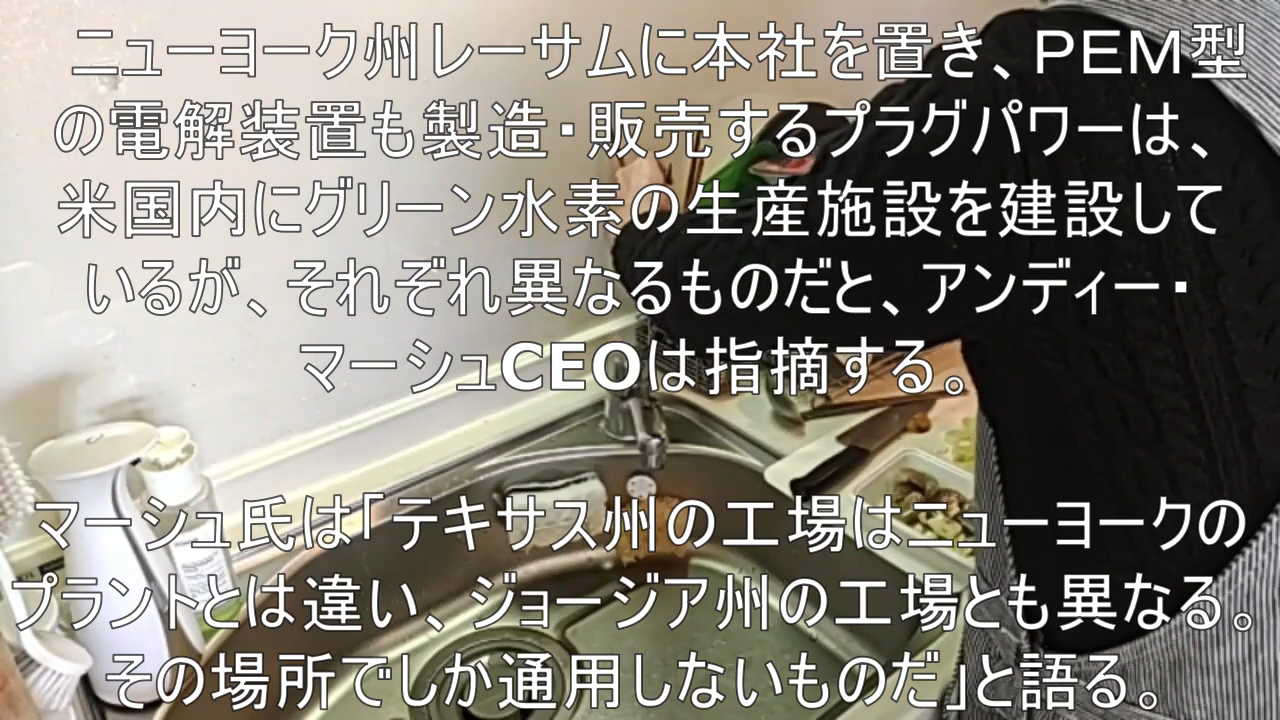 ニューヨーク州レーサムに本社を置き、PEM型
の電解装置も製造・販売するプラグパワーは、
米国内にグリーン水素の生産施設を建設して
いるが、それぞれ異なるものだと、アンディー・
マーシュCEOは指摘する。
マーシュ氏は「テキサス州の工場はニューヨークの
プラントとは違い、ジョージア州の工場とも異なる。
その場所でしか通用しないものだ」と語る。